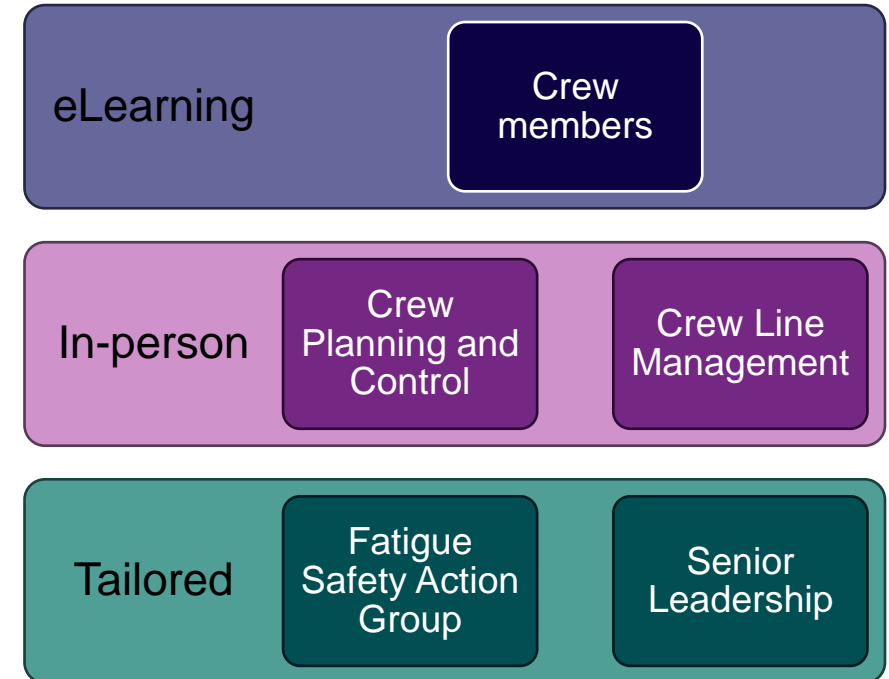 eLearning
Crew
members
In-person
Crew
Planning and
Control
Crew Line
Management
Tailored
Fatigue
Safety Action
Group
Senior
Leadership